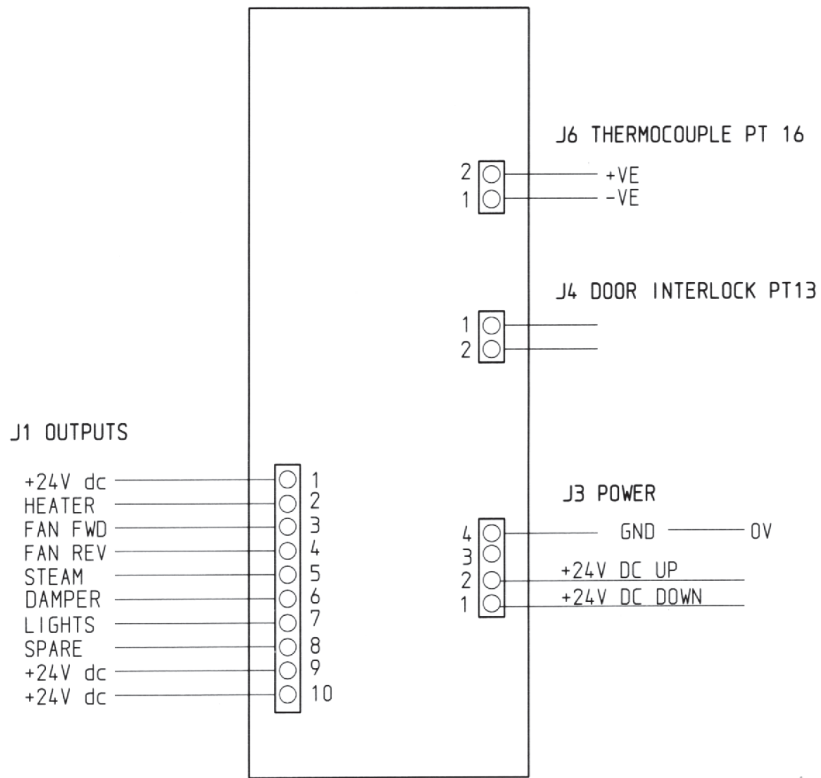 J6 THERMOCOUPLE PT 16
2 +VE
1 -VE
J4 DOOR INTERLOCK PT13
1
2
J1 OUTPUTS
+24V dc 1
HEATER 2
FAN FWD 3
FAN REV 4
STEAM 5
DAMPER 6
LIGHTS 7
SPARE 8
+24V dc 9
+24V dc 10
J3 POWER
4 GND 0V
3
2 +24V DC UP
1 +24V DC DOWN